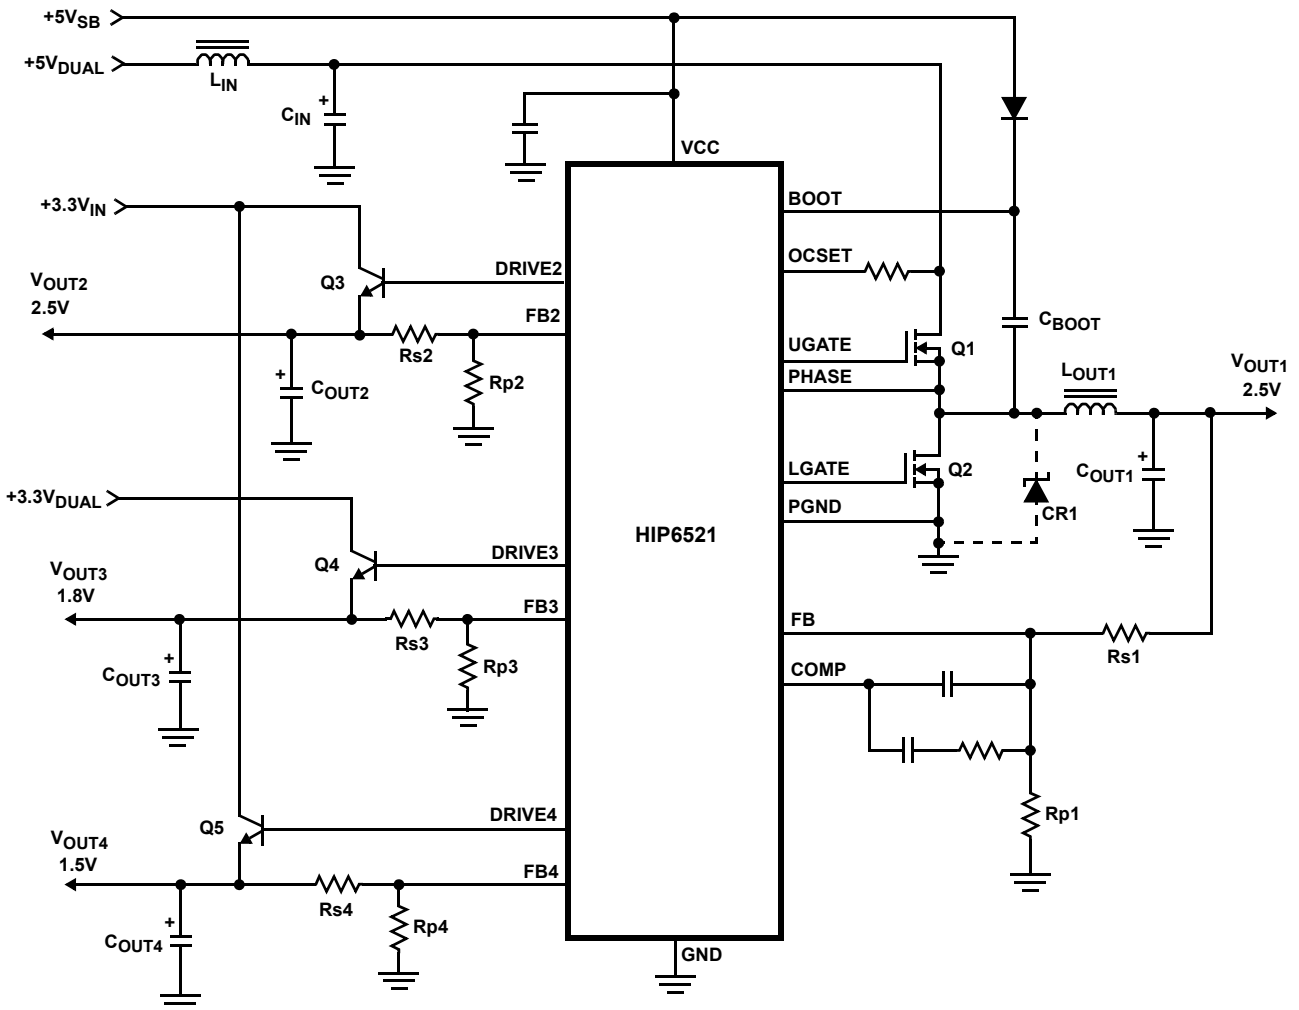 +5VSB
+5VDUAL
LIN
+
CIN
VCC
+3.3VIN
BOOT
OCSET
DRIVE2
Q3
VOUT2
2.5V
FB2
Rs2
+
COUT2
Rp2
UGATE
Q1
PHASE
CBOOT
LOUT1
VOUT1
2.5V
LGATE
Q2
+
COUT1
PGND
CR1
+3.3VDUAL
HIP6521
DRIVE3
Q4
VOUT3
1.8V
FB3
Rs3
+
COUT3
Rp3
FB
Rs1
COMP
Rp1
DRIVE4
Q5
VOUT4
1.5V
FB4
Rs4
+
COUT4
Rp4
GND